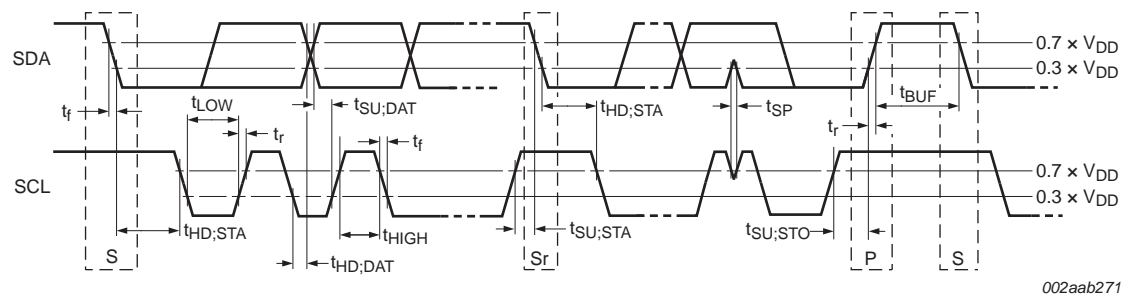 SDA
0.7 × VDD
0.3 × VDD
tf
tLOW
tSU;DAT
tHD;STA
tSP
tBUF
tr
tf
tr
SCL
0.7 × VDD
0.3 × VDD
tHD;STA
tHIGH
tSU;STA
tSU;STO
S
tHD;DAT
Sr
P
S
002aab271